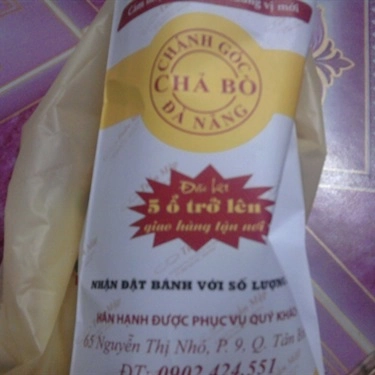 vị mới
CHÁNH GỐC
CHẢ BÒ
ĐÀ NẴNG
Đặc biệt
5 ổ trở lên
giao hàng tận nơi
NHẬN ĐẶT BÁNH VỚI SỐ LƯỢNG
HÂN HẠNH ĐƯỢC PHỤC VỤ QUÝ KHÁCH
65 Nguyễn Thị Nhỏ, P. 9, Q. Tân B
ĐT: 0902.424.551